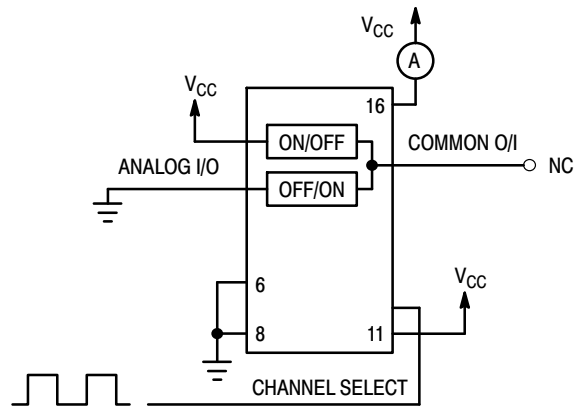 VCC
A
VCC
16
ON/OFF
COMMON O/I
NC
ANALOG I/O
OFF/ON
VCC
6
8
11
CHANNEL SELECT